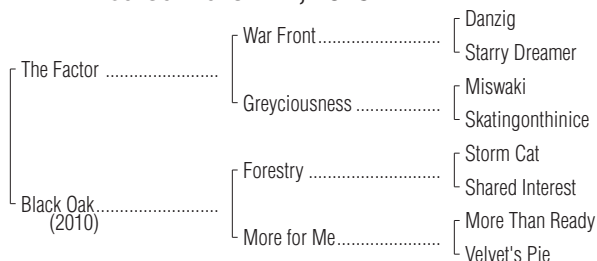 Danzig
War Front........................................
Starry Dreamer
The Factor .....................................
Miswaki
Greyciousness ............................
Skatingonthinice
Storm Cat
Forestry ...........................................
Shared Interest
Black Oak........................................
(2010)
More Than Ready
More for Me..................................
Velvet's Pie